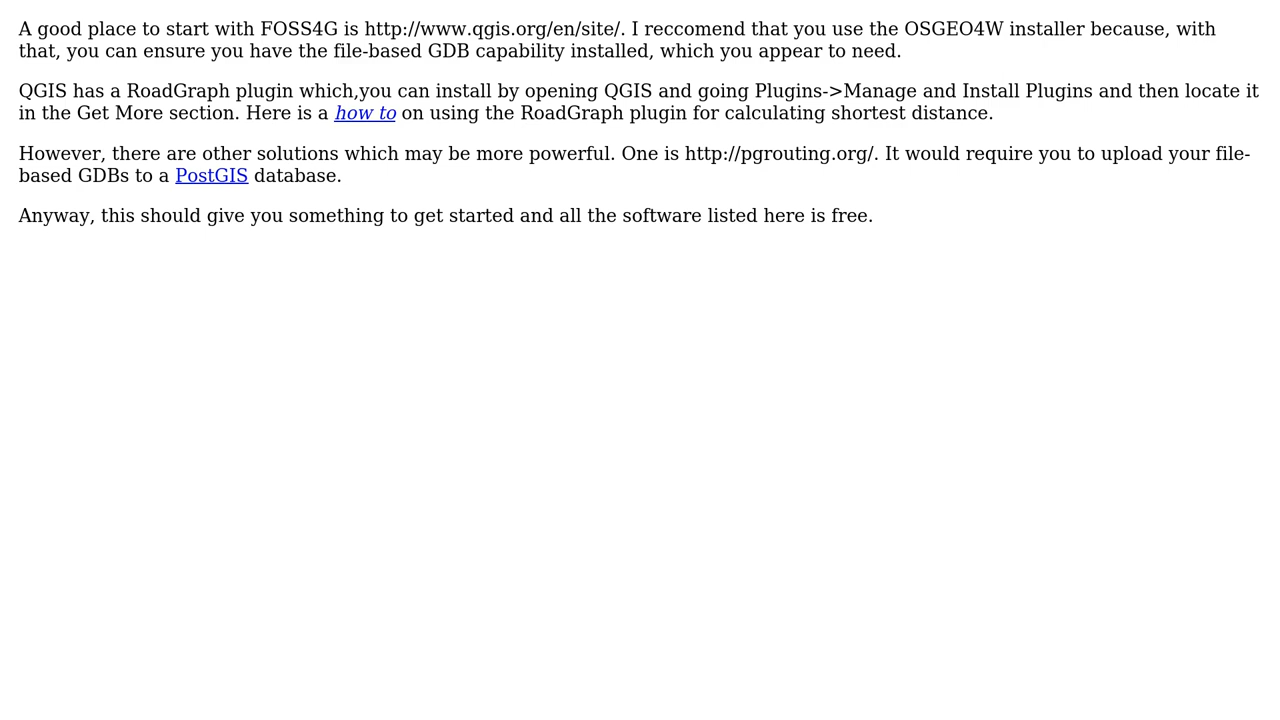 A good place to start with FOSS4G is http://www.qgis.org/en/site/. I reccomend that you use the OSGEO4W installer because, with
that, you can ensure you have the file-based GDB capability installed, which you appear to need.
QGIS has a RoadGraph plugin which,you can install by opening QGIS and going Plugins->Manage and Install Plugins and then locate it
in the Get More section. Here is a how to on using the RoadGraph plugin for calculating shortest distance.
However, there are other solutions which may be more powerful. One is http://pgrouting.org/. It would require you to upload your file-
based GDBs to a PostGIS database.
Anyway, this should give you something to get started and all the software listed here is free.